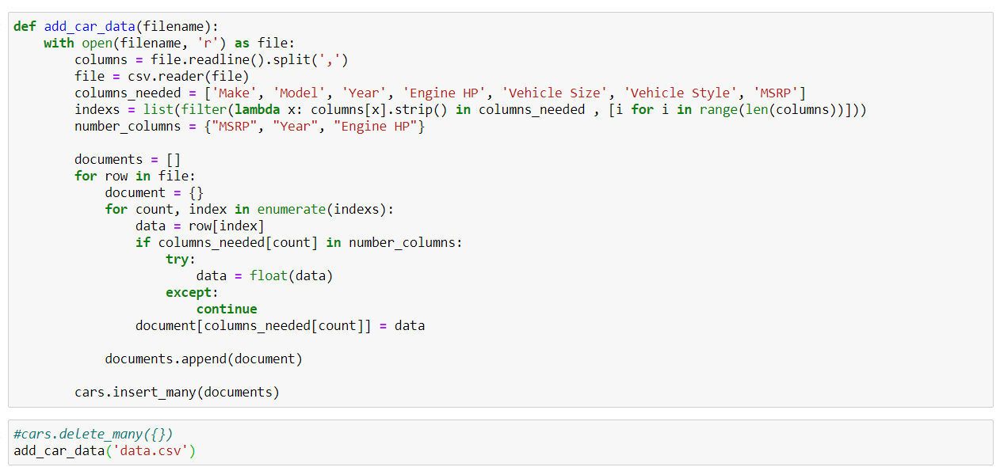 def add_car_data(filename):
    with open(filename, 'r') as file:
        columns = file.readline().split(',')
        file = csv.reader(file)
        columns_needed = ['Make', 'Model', 'Year', 'Engine HP', 'Vehicle Size', 'Vehicle Style', 'MSRP']
        indexs = list(filter(lambda x: columns[x].strip() in columns_needed , [i for i in range(len(columns))]))
        number_columns = {"MSRP", "Year", "Engine HP"}

        documents = []
        for row in file:
            document = {}
            for count, index in enumerate(indexs):
                data = row[index]
                if columns_needed[count] in number_columns:
                    try:
                        data = float(data)
                    except:
                        continue
                document[columns_needed[count]] = data

            documents.append(document)

        cars.insert_many(documents)

#cars.delete_many({})
add_car_data('data.csv')